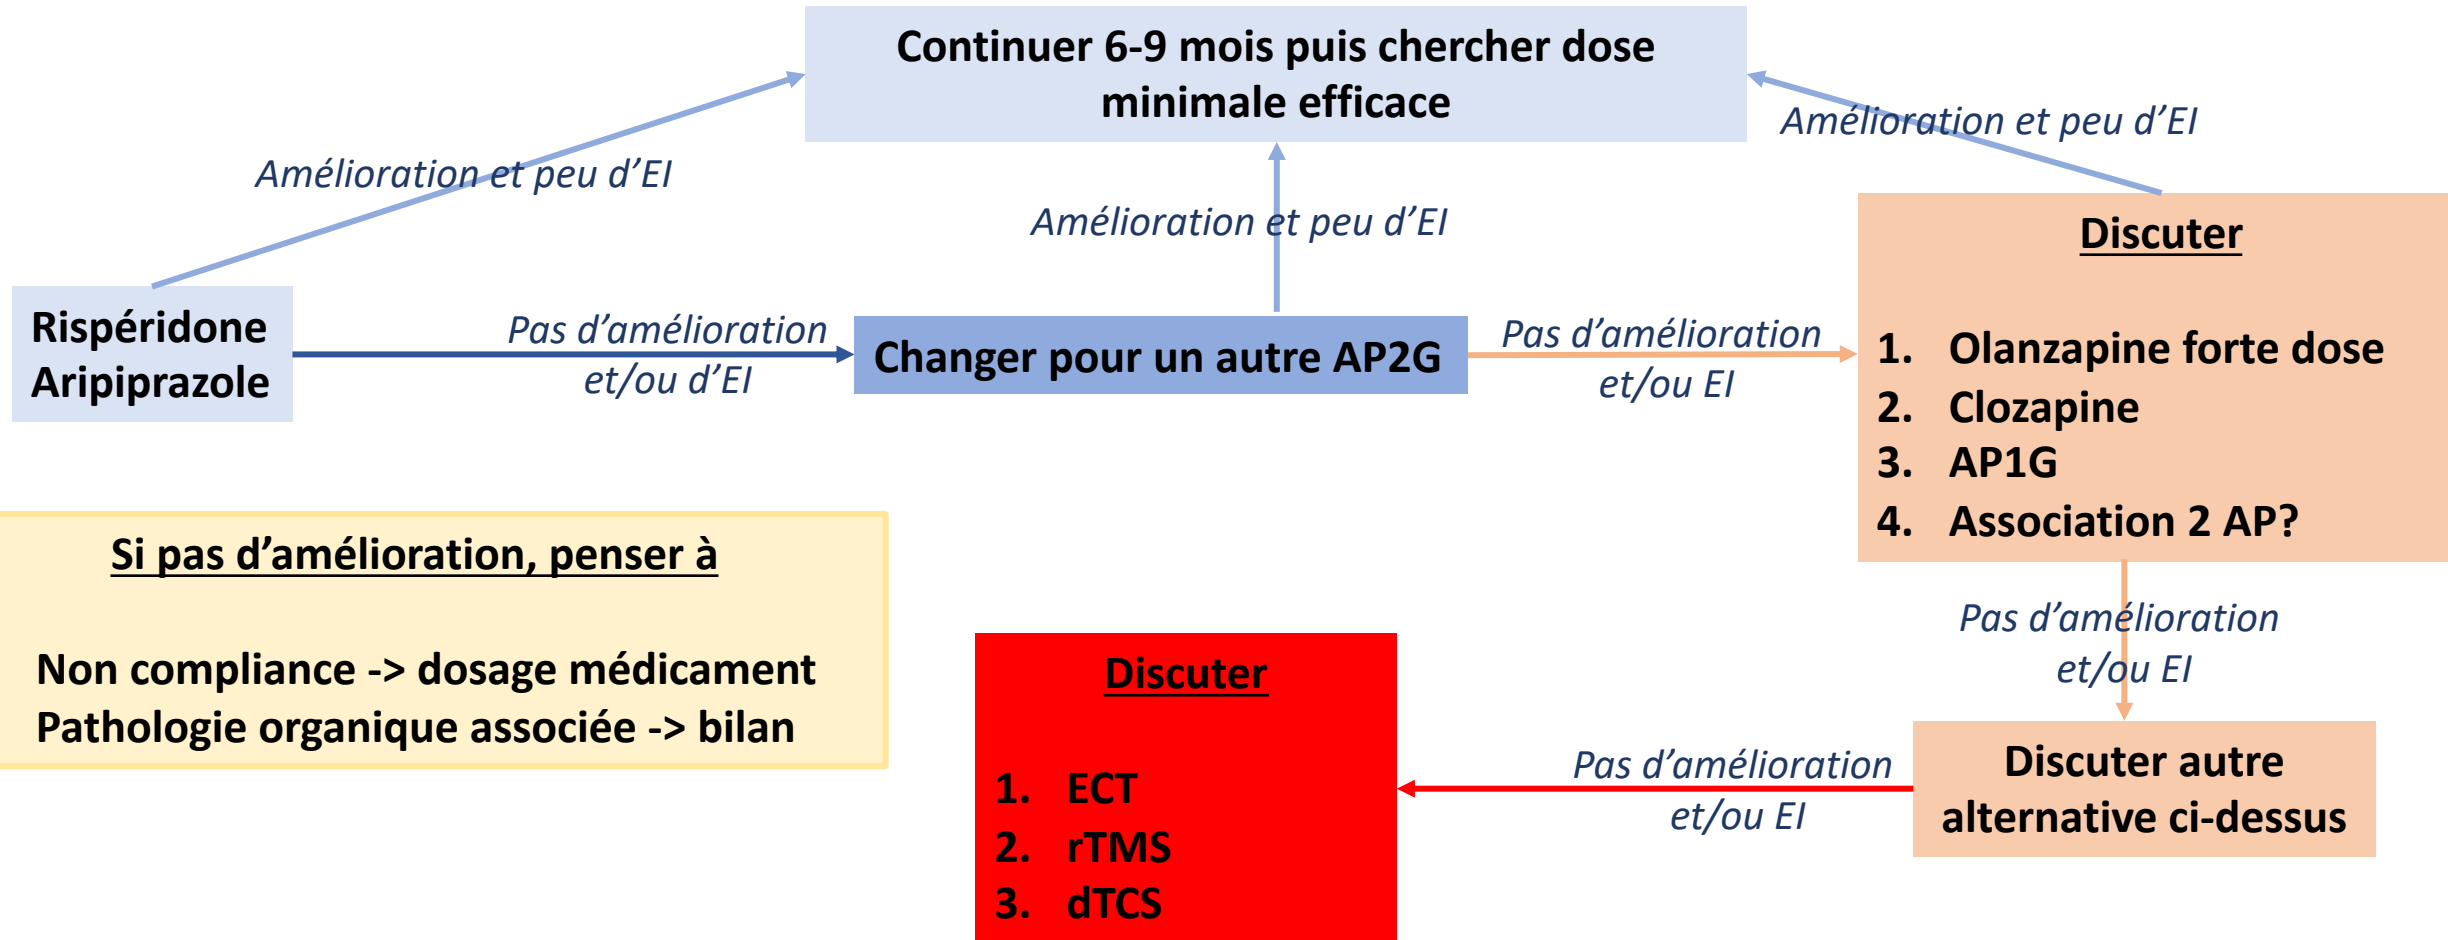 Continuer 6-9 mois puis chercher dose
minimale efficace
Amélioration et peu d'EI
Amélioration et peu d'EI
Amélioration et peu d'EI
Rispéridone
Aripiprazole
Pas d'amélioration
et/ou d'EI
Changer pour un autre AP2G
Pas d'amélioration
et/ou EI
Discuter
1. Olanzapine forte dose
2. Clozapine
3. AP1G
4. Association 2 AP?
Si pas d'amélioration, penser à
Non compliance -> dosage médicament
Pathologie organique associée -> bilan
Pas d'amélioration
et/ou EI
Discuter autre
alternative ci-dessus
Pas d'amélioration
et/ou EI
Discuter
1. ECT
2. rTMS
3. dTCS